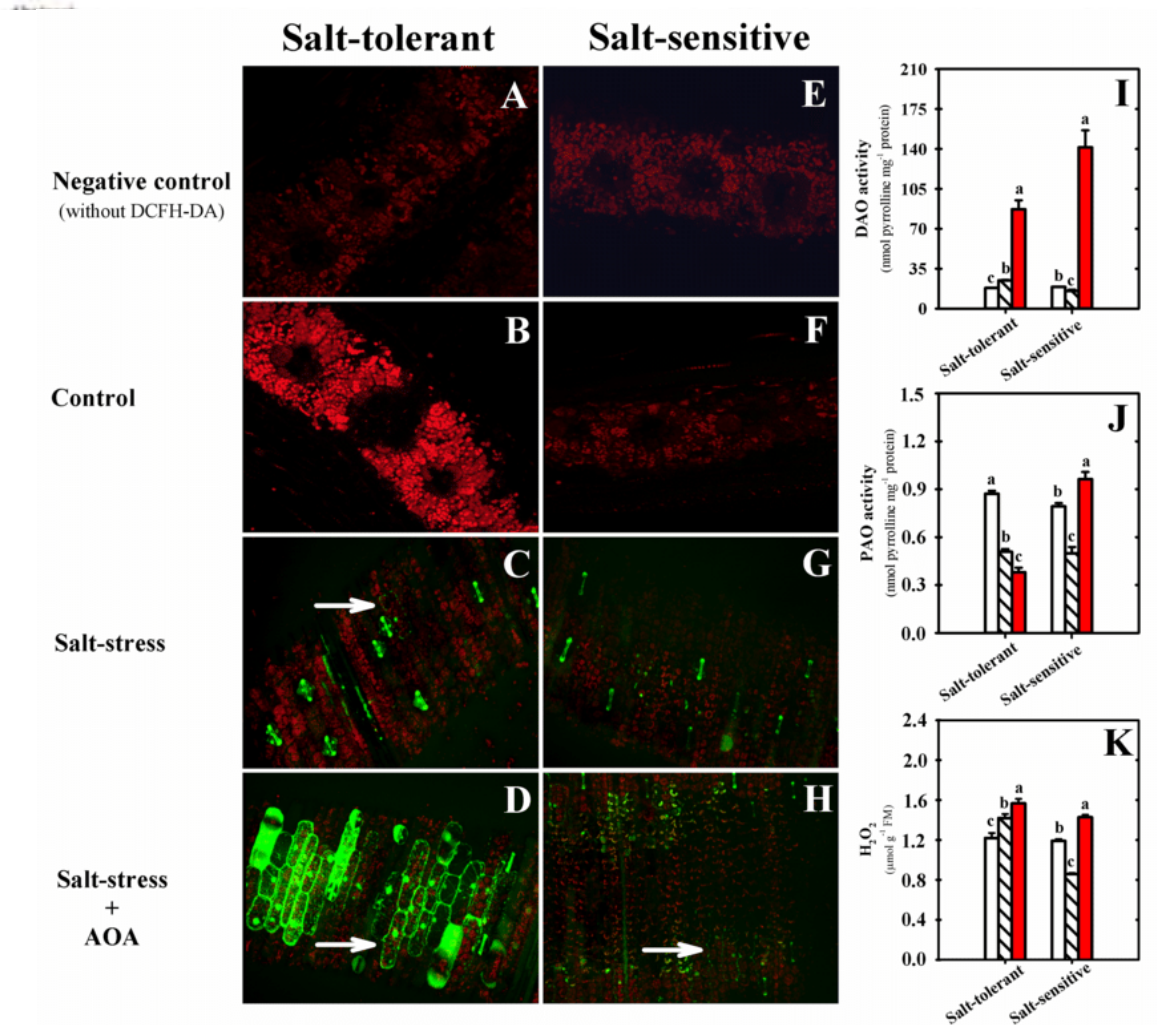 Salt-tolerant Salt-sensitive
A
E
Negative control
(without DCFH-DA)
B
F
Control
C
G
Salt-stress
D
H
Salt-stress
+
AOA
I
DAO activity
(nmol pyrrolline mg⁻¹ protein)
210
175
140
105
70
35
0
c b a
b c a
Salt-tolerant
Salt-sensitive
J
PAO activity
(nmol pyrrolline mg⁻¹ protein)
1.5
1.2
0.9
0.6
0.3
0.0
a b c
b c a
Salt-tolerant
Salt-sensitive
K
H₂O₂
(μmol g⁻¹ FM)
2.4
2.0
1.6
1.2
0.8
0.4
0.0
c b a
b c a
Salt-tolerant
Salt-sensitive